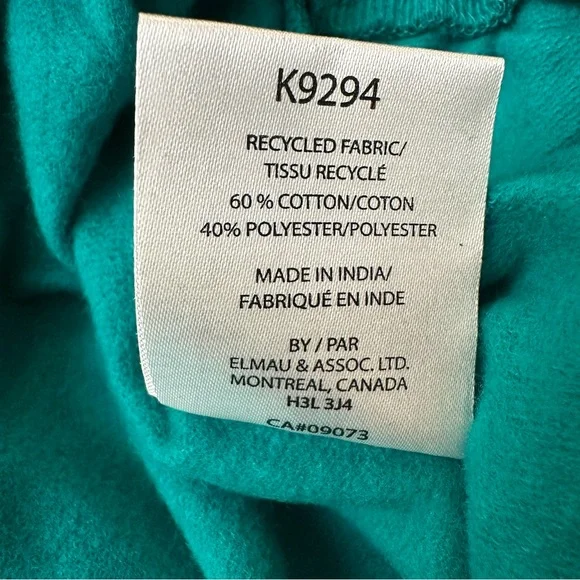 K9294
RECYCLED FABRIC/
TISSU RECYCLÉ
60 % COTTON/COTON
40% POLYESTER/POLYESTER
MADE IN INDIA/
FABRIQUÉ EN INDE
BY / PAR
ELMAU & ASSOC. LTD.
MONTREAL, CANADA
H3L 3J4
CA#09073